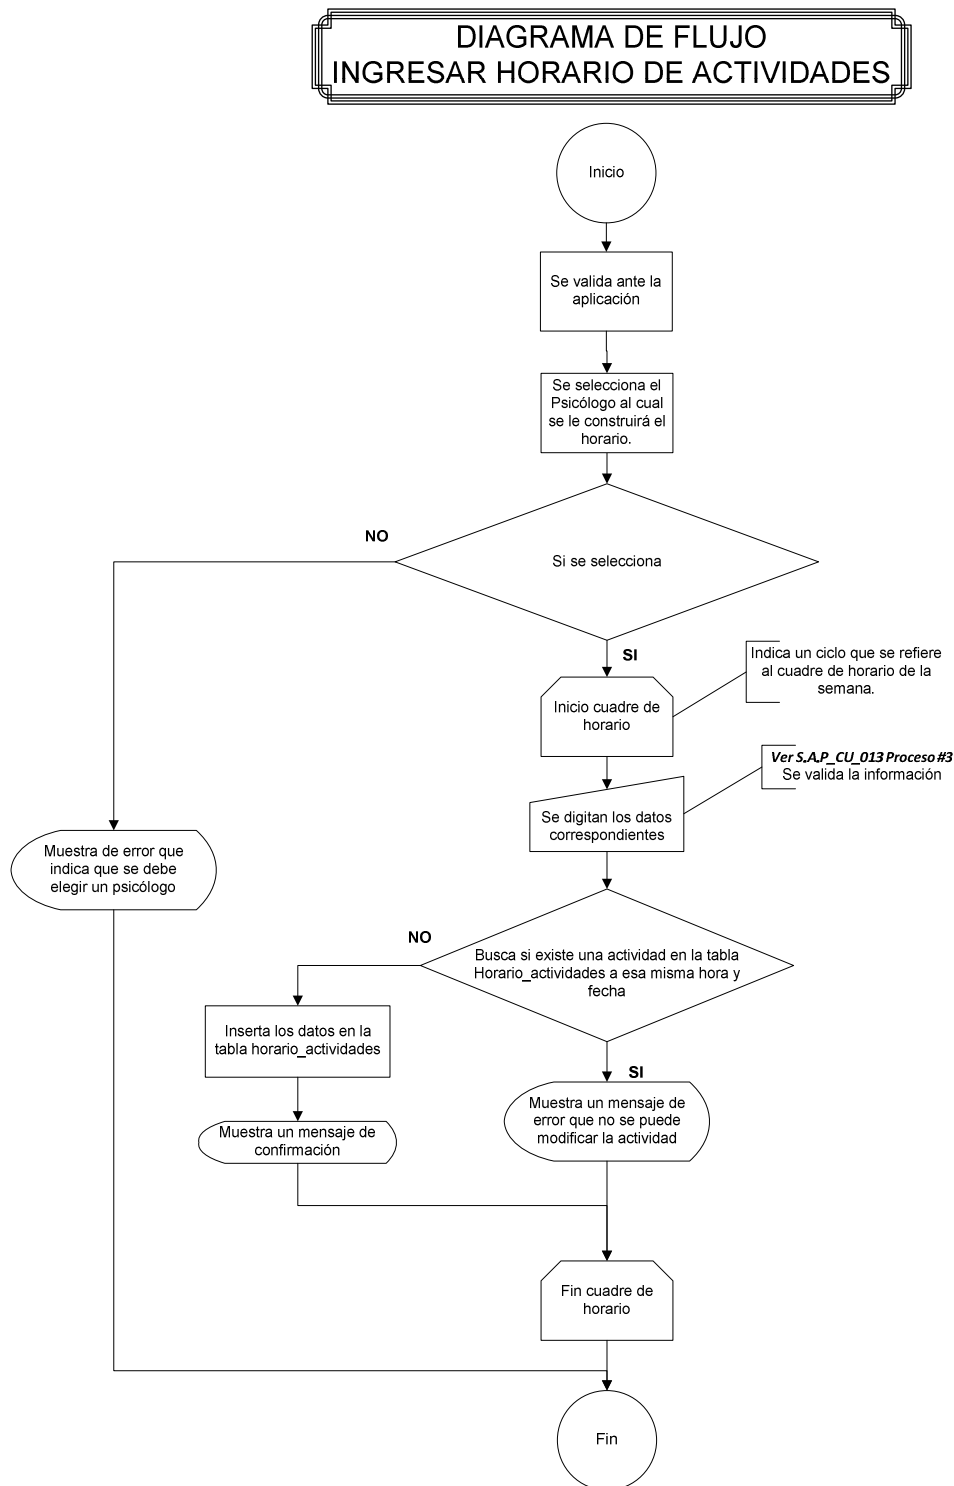 DIAGRAMA DE FLUJO
INGRESAR HORARIO DE ACTIVIDADES
Inicio
Se valida ante la
aplicación
Se selecciona el
Psicólogo al cual
se le construirá el
horario.
NO
Si se selecciona
SI
Indica un ciclo que se refiere
al cuadre de horario de la
semana.
Inicio cuadre de
horario
Ver S.A.P_CU_013 Proceso #3
Se valida la información
Se digitan los datos
correspondientes
Muestra de error que
indica que se debe
elegir un psicólogo
NO
Busca si existe una actividad en la tabla
Horario_actividades a esa misma hora y
fecha
Inserta los datos en la
tabla horario_actividades
SI
Muestra un mensaje de
error que no se puede
modificar la actividad
Muestra un mensaje de
confirmación
Fin cuadre de
horario
Fin